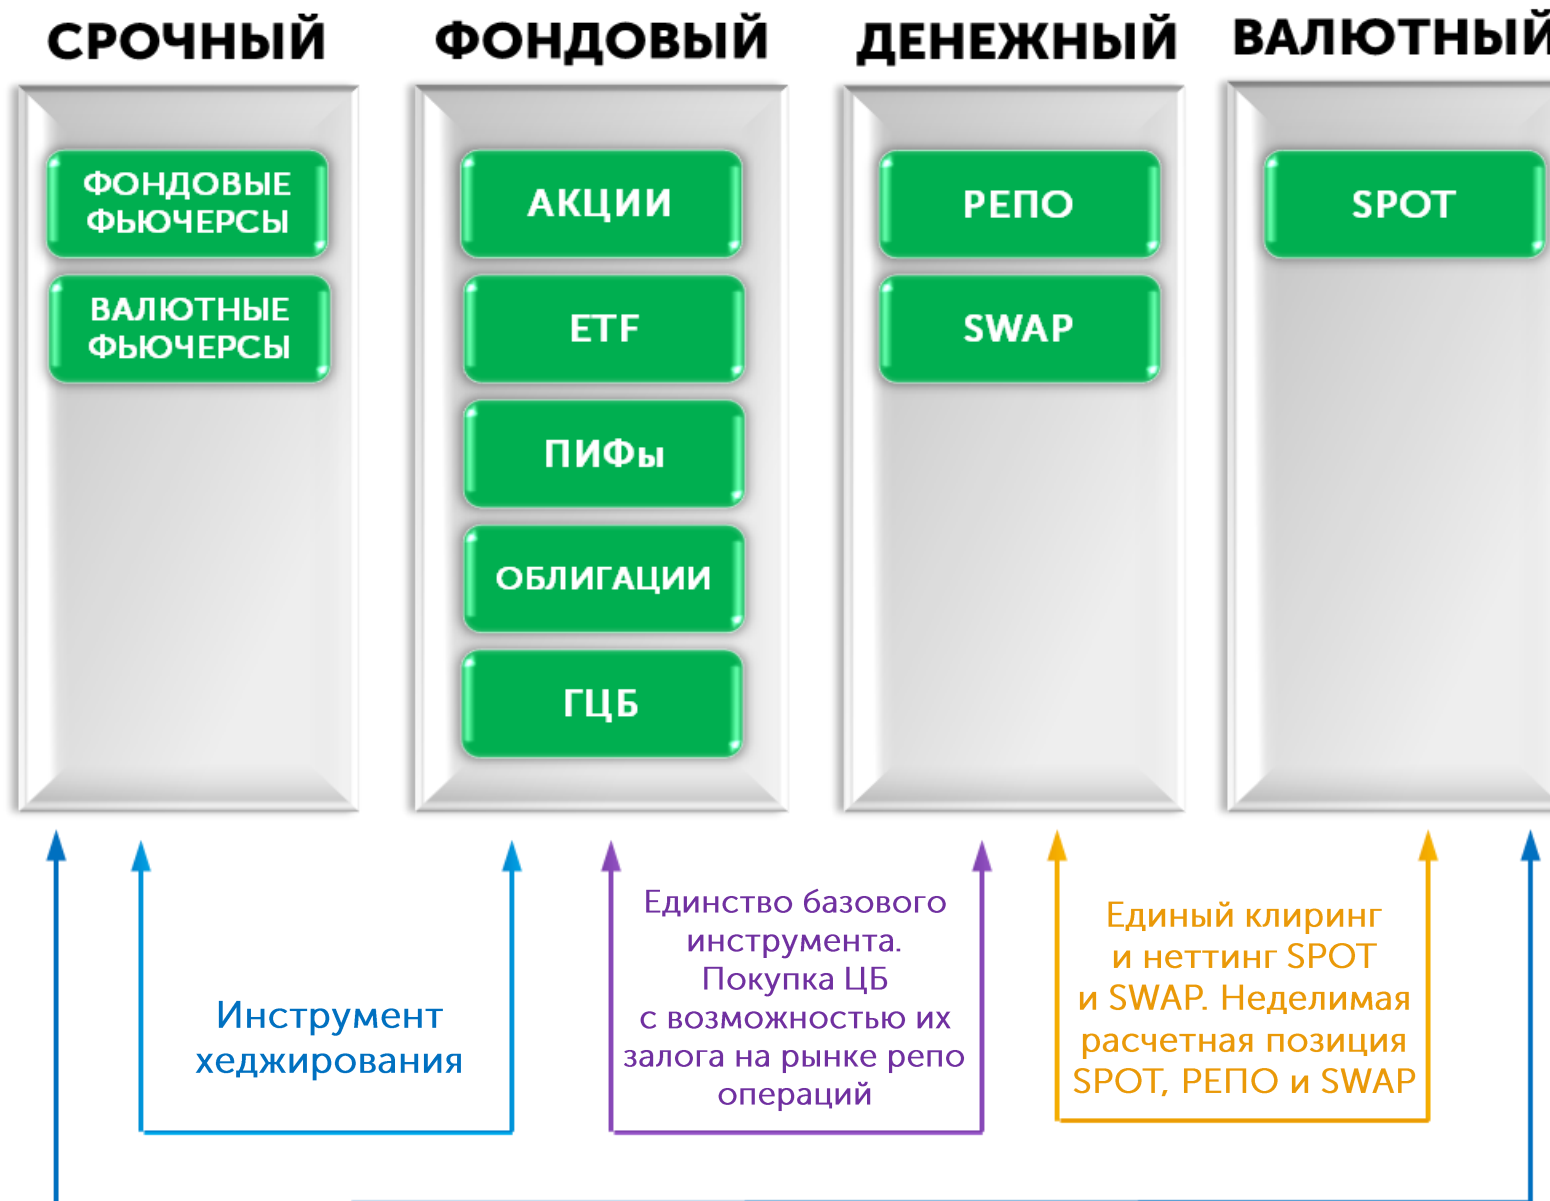 СРОЧНЫЙ
ФОНДОВЫЕ
ФЬЮЧЕРСЫ
ВАЛЮТНЫЕ
ФЬЮЧЕРСЫ
ФОНДОВЫЙ
АКЦИИ
ETF
ПИФы
ОБЛИГАЦИИ
ГЦБ
ДЕНЕЖНЫЙ
РЕПО
SWAP
ВАЛЮТНЫЙ
SPOT
Инструмент
хеджирования
Единство базового
инструмента.
Покупка ЦБ
с возможностью их
залога на рынке репо
операций
Единый клиринг
и неттинг SPOT
и SWAP. Неделимая
расчетная позиция
SPOT, РЕПО и SWAP